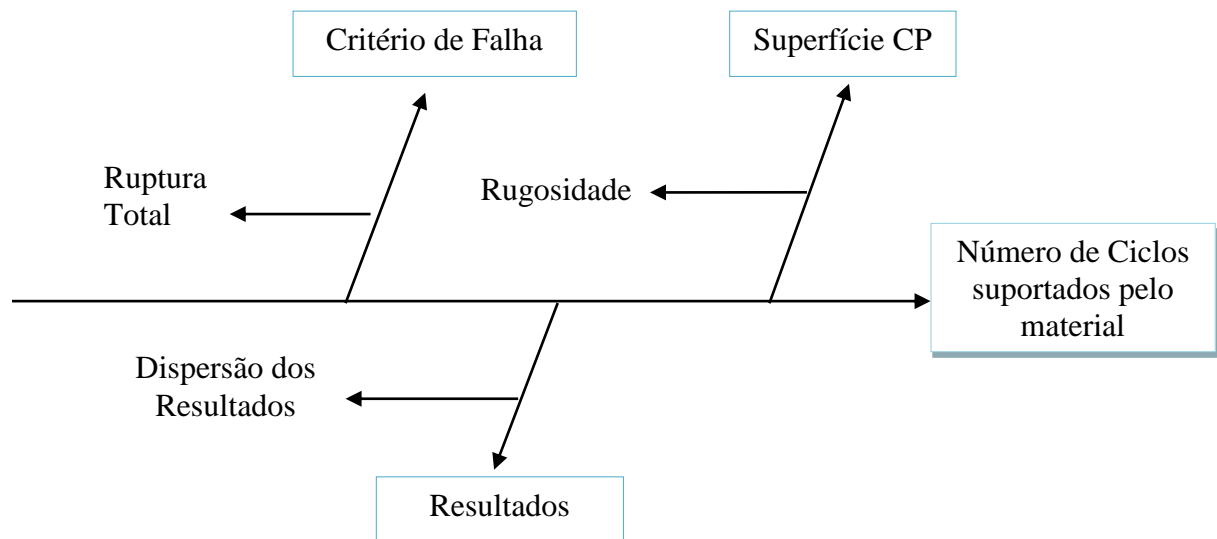 Critério de Falha
Superfície CP
Ruptura
Total
Rugosidade
Número de Ciclos
suportados pelo
material
Dispersão dos
Resultados
Resultados